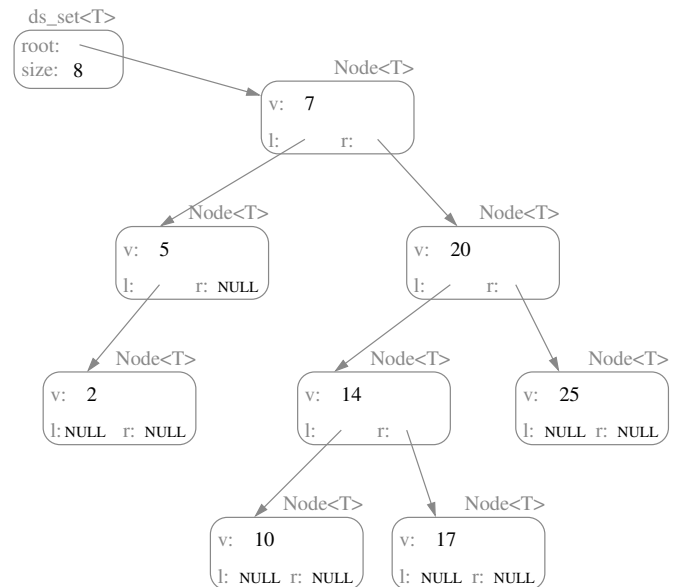 ds_set<T>
root:
size: 8
Node<T>
v: 7
l: r:
Node<T>
v: 5
l: r: NULL
Node<T>
v: 20
l: r:
Node<T>
v: 2
l: NULL r: NULL
Node<T>
v: 14
l: r:
Node<T>
v: 25
l: NULL r: NULL
Node<T>
v: 10
l: NULL r: NULL
Node<T>
v: 17
l: NULL r: NULL